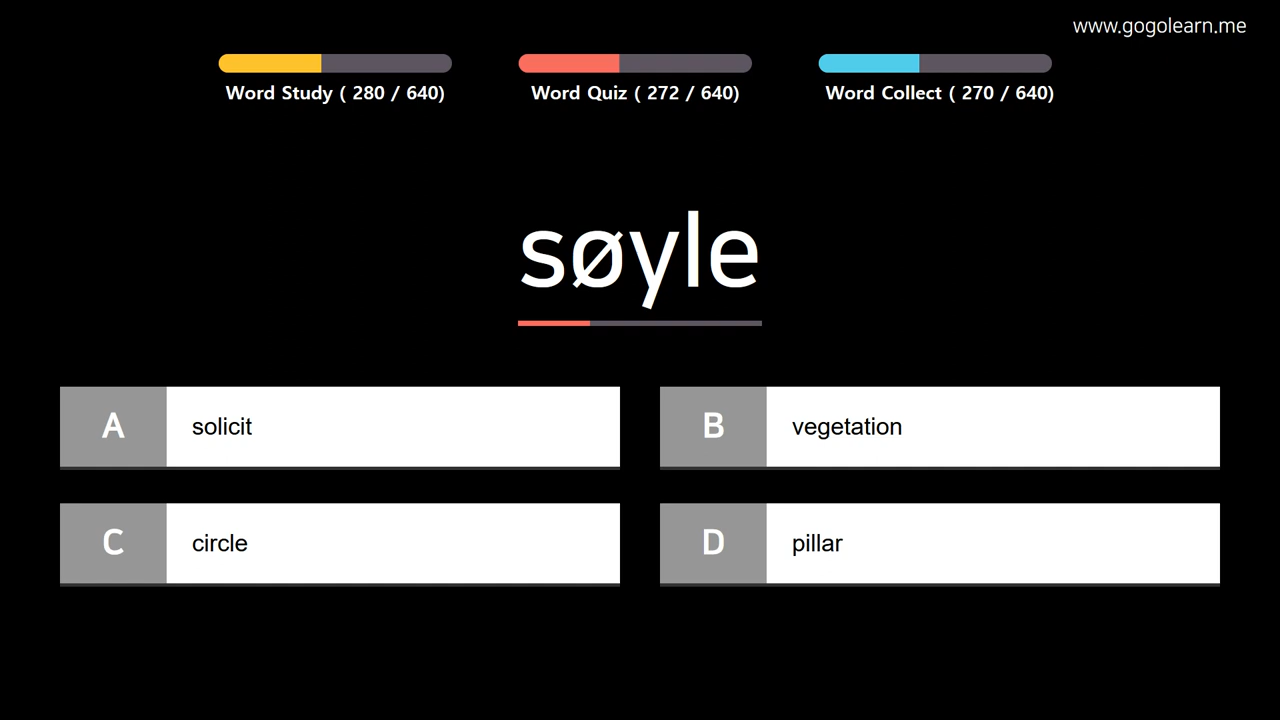 www.gogolearn.me
Word Study ( 280 / 640)
Word Quiz ( 272 / 640)
Word Collect ( 270 / 640)
søyle
A solicit
B vegetation
C circle
D pillar